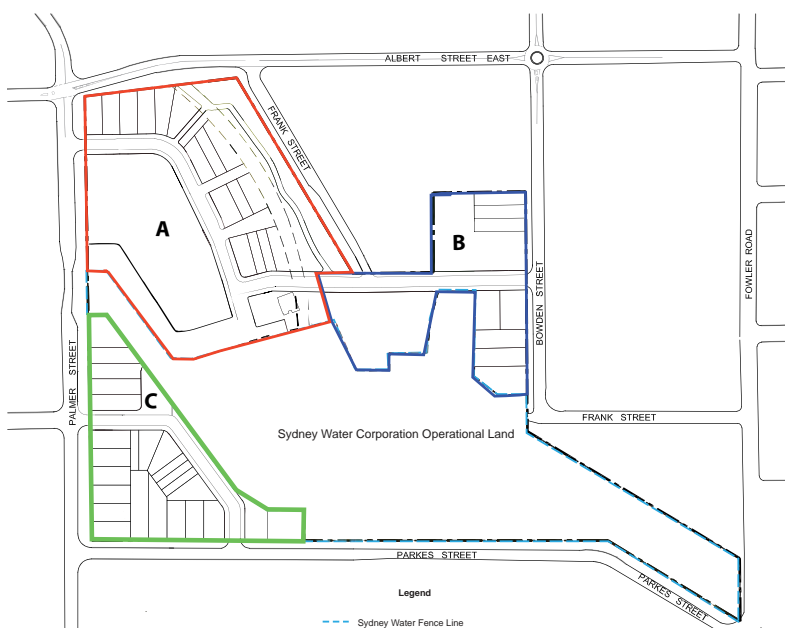 ALBERT STREET EAST
FRANK STREET
A
B
FOWLER ROAD
BOWDEN STREET
PALMER STREET
C
FRANK STREET
Sydney Water Corporation Operational Land
PARKES STREET
PARKES STREET
Legend
Sydney Water Fence Line